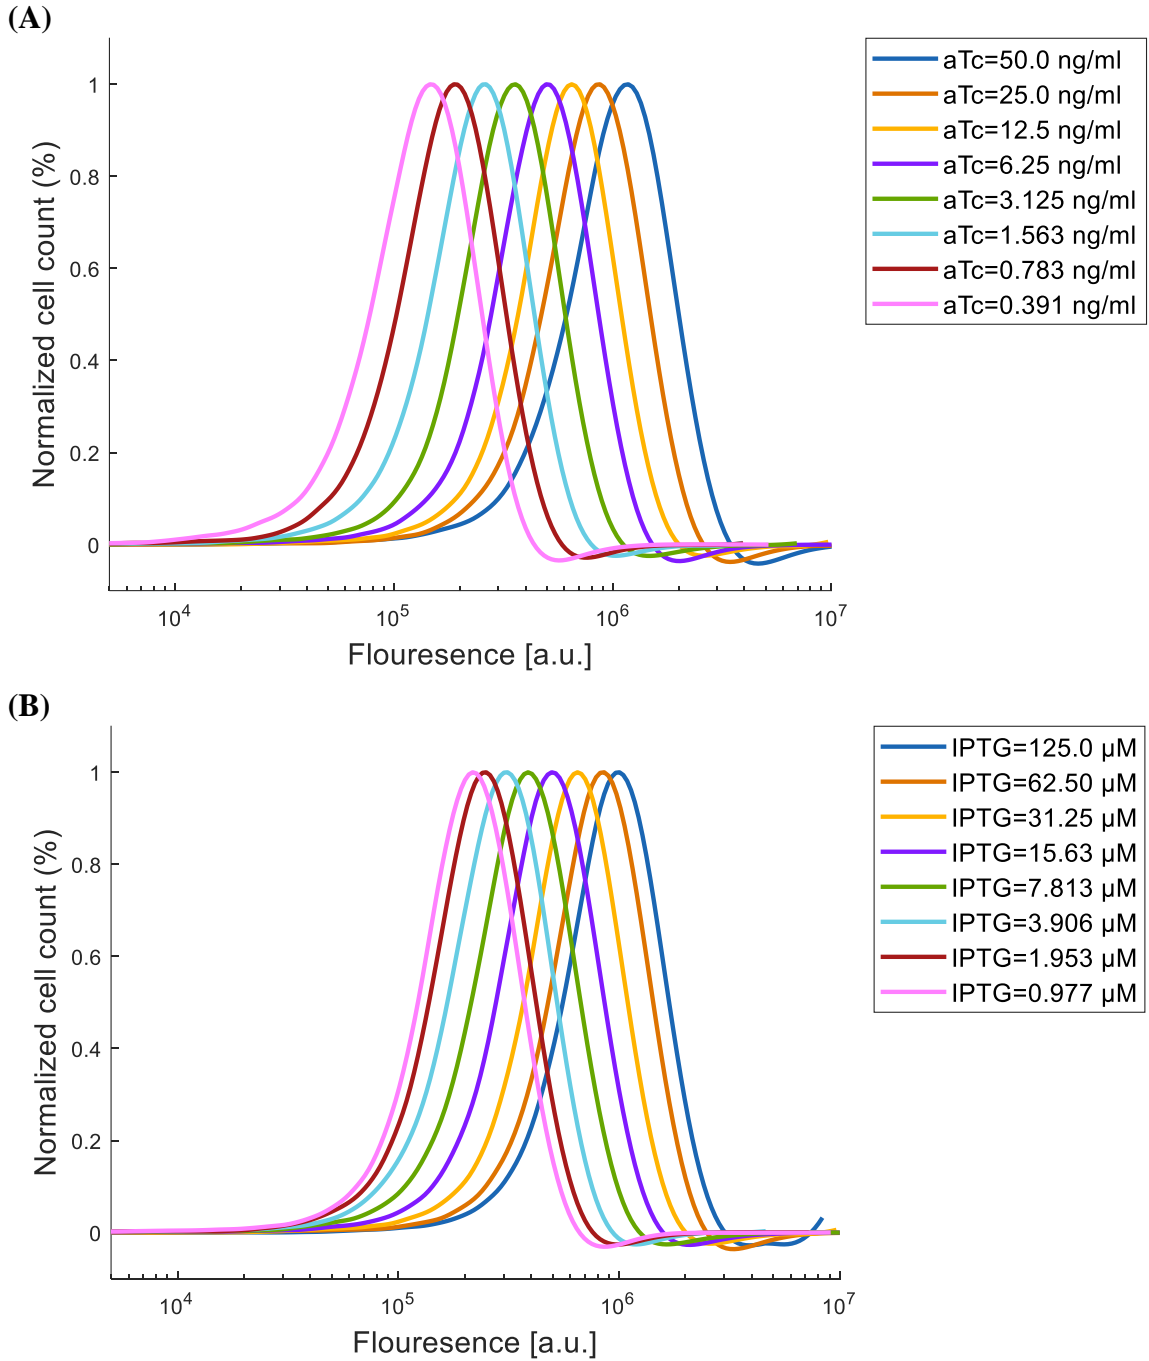 (A)
Normalized cell count (%)
1
0.8
0.6
0.4
0.2
0
10^4
10^5
10^6
10^7
Flouresence [a.u.]
aTc=50.0 ng/ml
aTc=25.0 ng/ml
aTc=12.5 ng/ml
aTc=6.25 ng/ml
aTc=3.125 ng/ml
aTc=1.563 ng/ml
aTc=0.783 ng/ml
aTc=0.391 ng/ml
(B)
Normalized cell count (%)
1
0.8
0.6
0.4
0.2
0
10^4
10^5
10^6
10^7
Flouresence [a.u.]
IPTG=125.0 µM
IPTG=62.50 µM
IPTG=31.25 µM
IPTG=15.63 µM
IPTG=7.813 µM
IPTG=3.906 µM
IPTG=1.953 µM
IPTG=0.977 µM